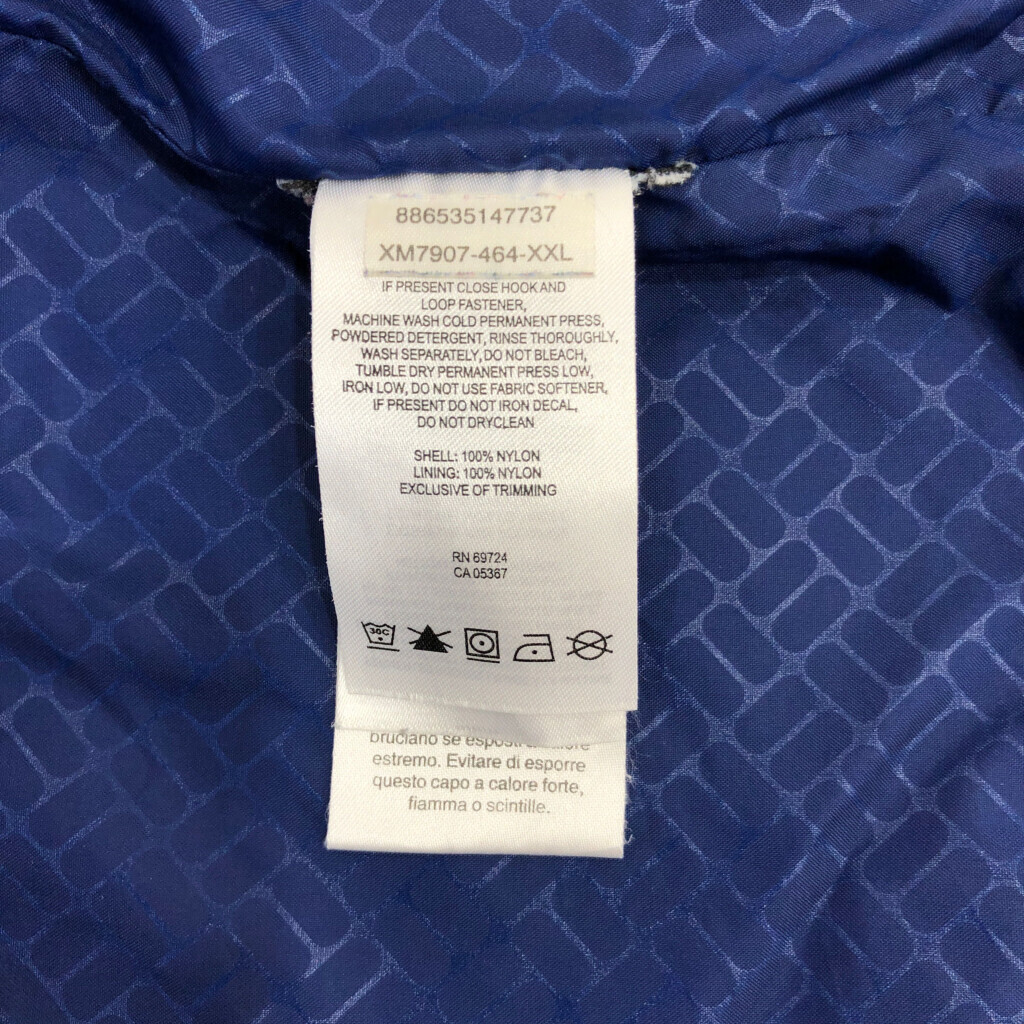 886535147737
XM7907-464-XXL
IF PRESENT CLOSE HOOK AND
LOOP FASTENER,
MACHINE WASH COLD PERMANENT PRESS,
POWDERED DETERGENT, RINSE THOROUGHLY,
WASH SEPARATELY, DO NOT BLEACH,
TUMBLE DRY PERMANENT PRESS LOW,
IRON LOW, DO NOT USE FABRIC SOFTENER,
IF PRESENT DO NOT IRON DECAL,
DO NOT DRYCLEAN
SHELL: 100% NYLON
LINING: 100% NYLON
EXCLUSIVE OF TRIMMING
RN 69724
CA 05367
30C
bruciano se
estremo. Evitare di esporre
questo capo a calore forte,
fiamma o scintille.